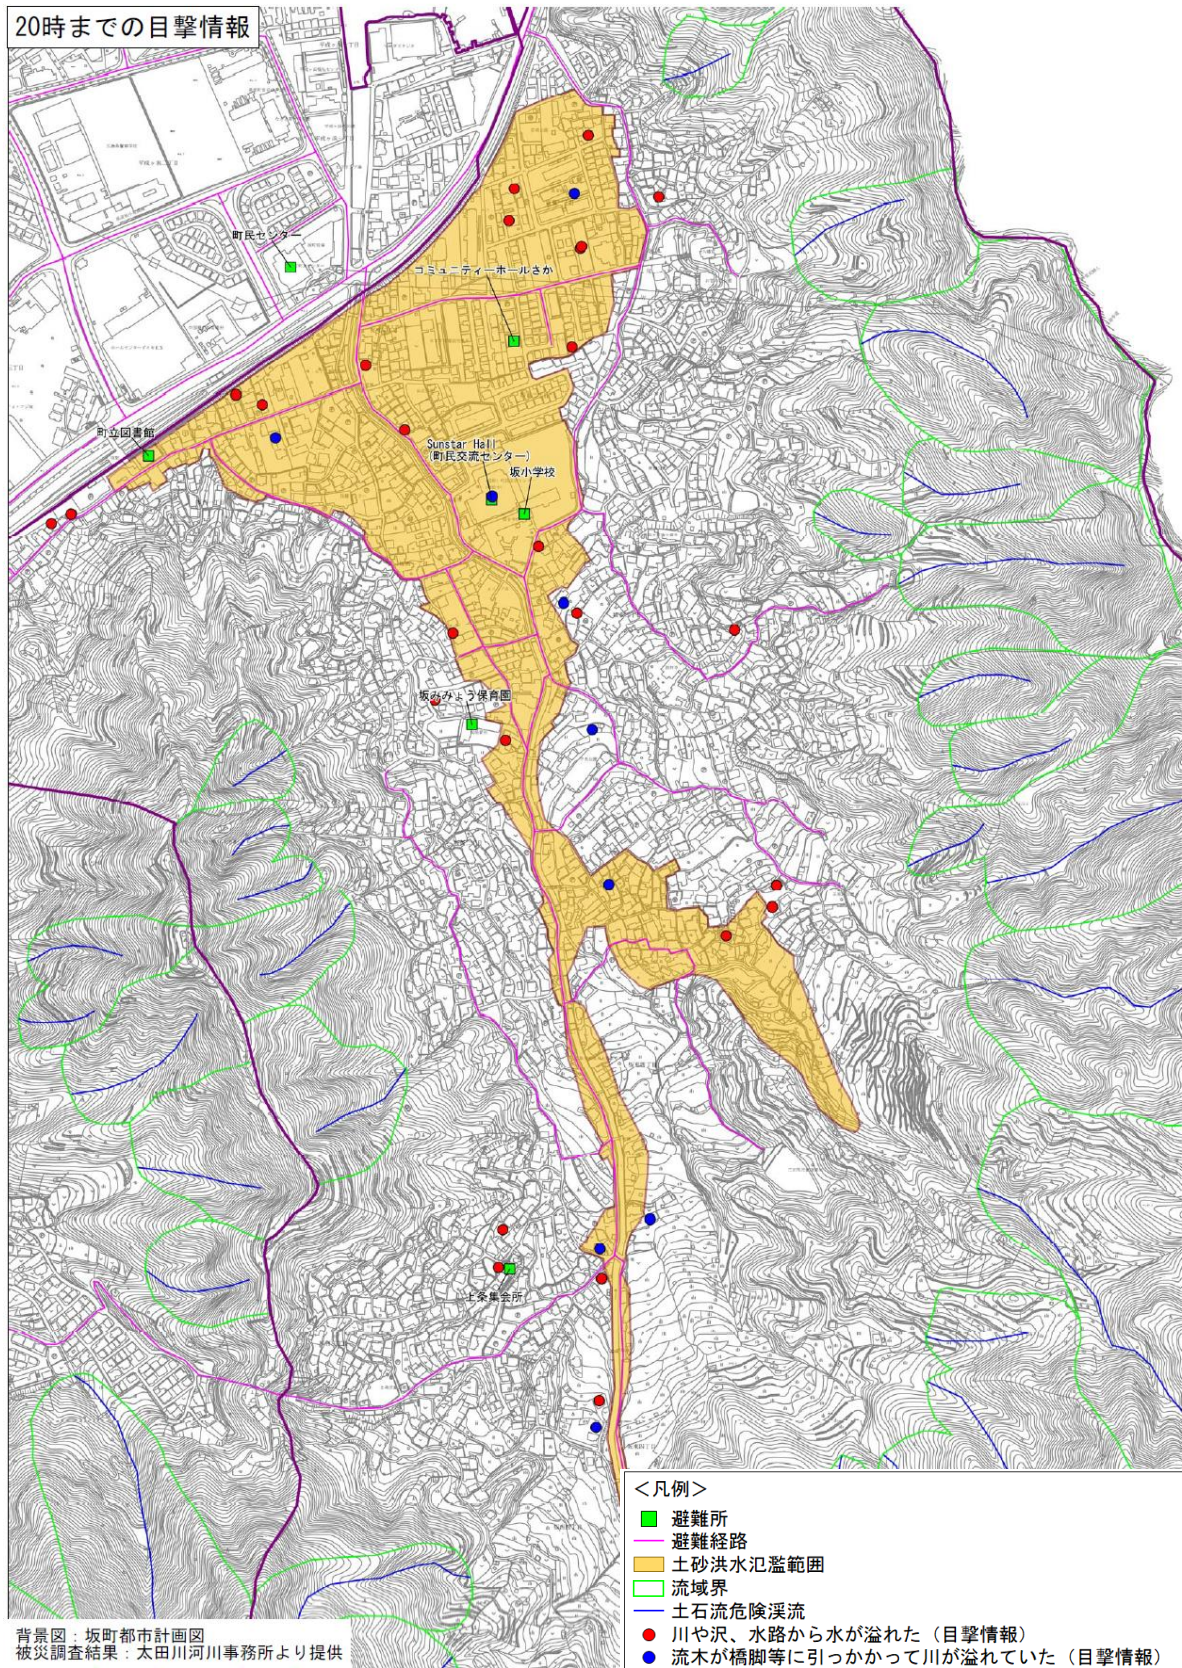 20時までの目撃情報
町民センター
コミュニティーホールさか
町立図書館
Sunstar Hall
(町民交流センター)
坂小学校
坂みみょう保育園
上条集会所
＜凡例＞
避難所
避難経路
土砂洪水氾濫範囲
流域界
土石流危険渓流
川や沢、水路から水が溢れた（目撃情報）
流木が橋脚等に引っかかって川が溢れていた（目撃情報）
背景図：坂町都市計画図
被災調査結果：太田川河川事務所より提供